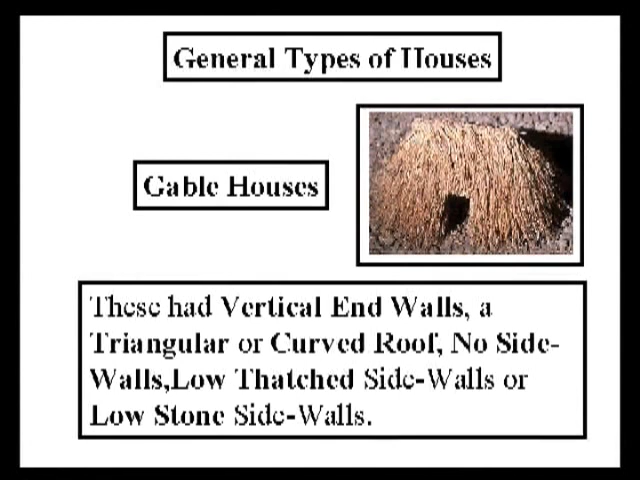 General Types of Houses
Gable Houses
These had Vertical End Walls, a
Triangular or Curved Roof, No Side-
Walls,Low Thatched Side-Walls or
Low Stone Side-Walls.